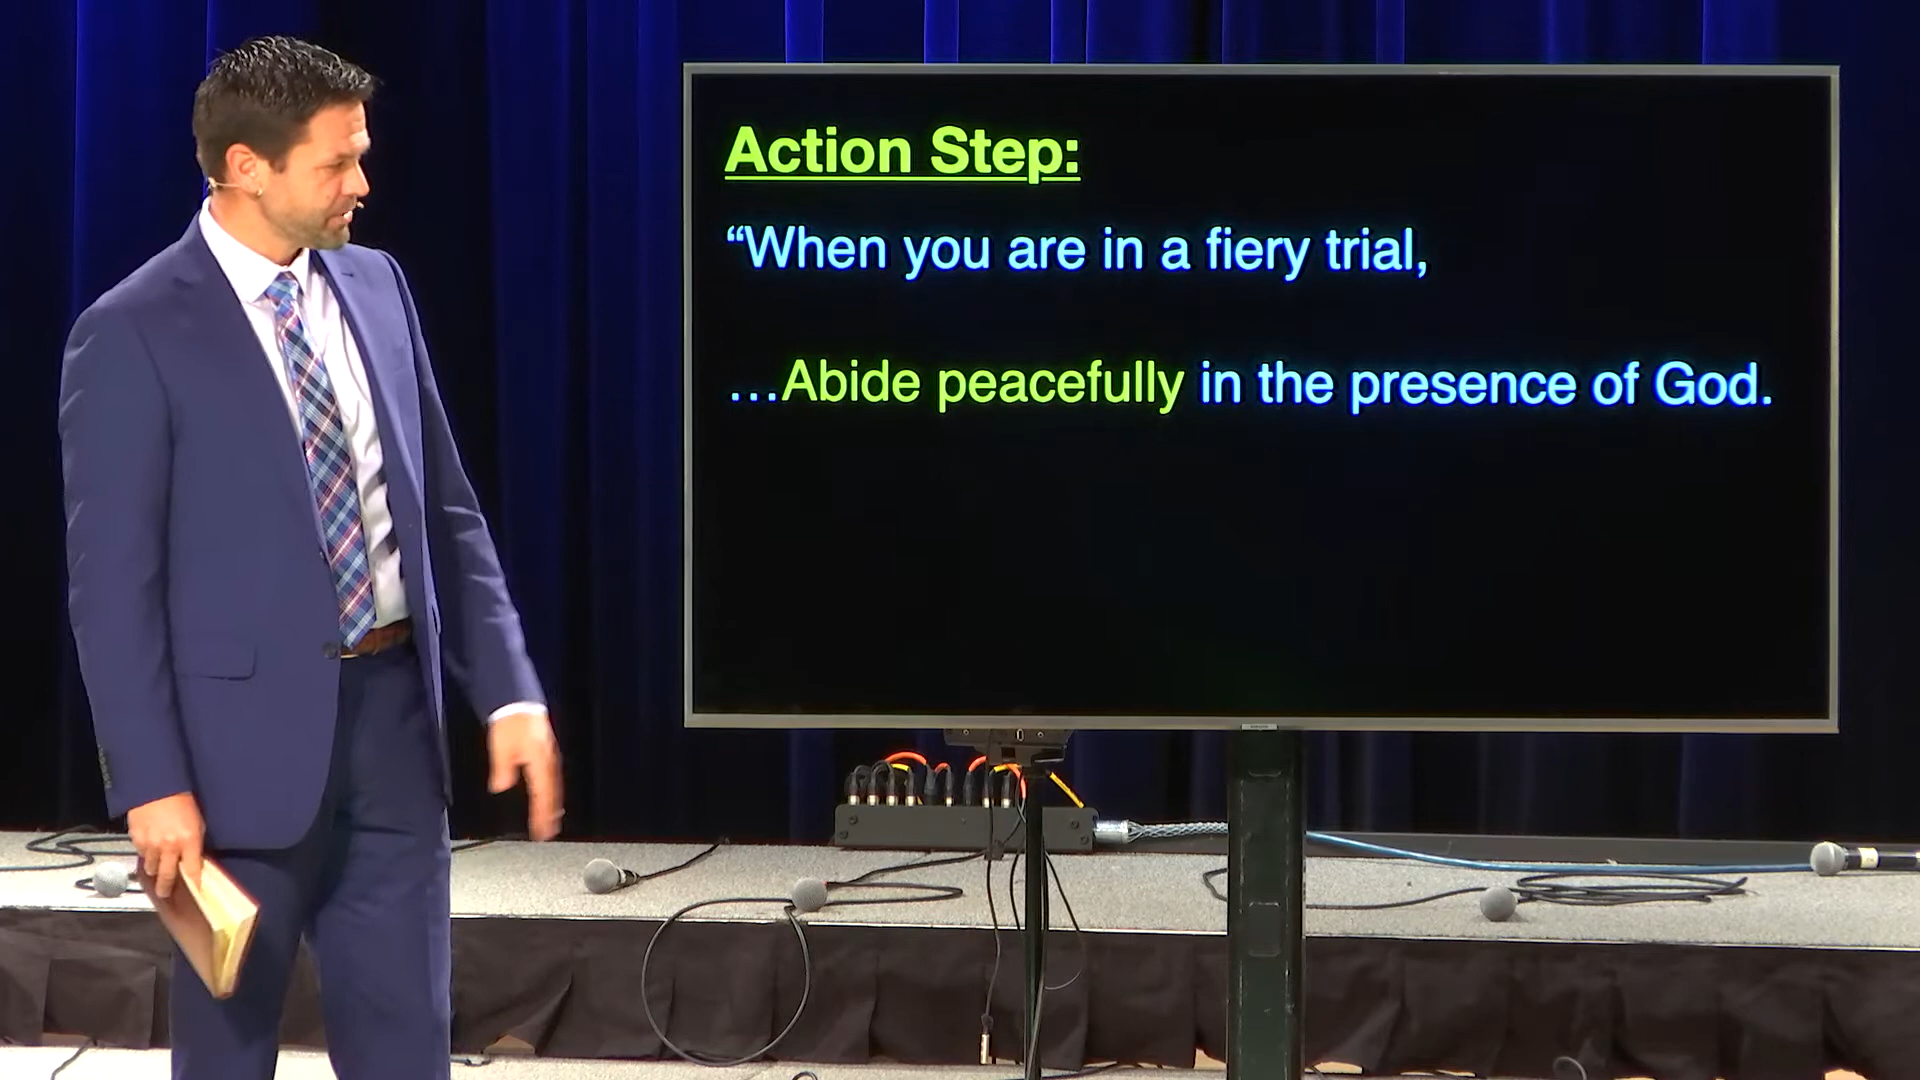 Action Step:
“When you are in a fiery trial,
…Abide peacefully in the presence of God.